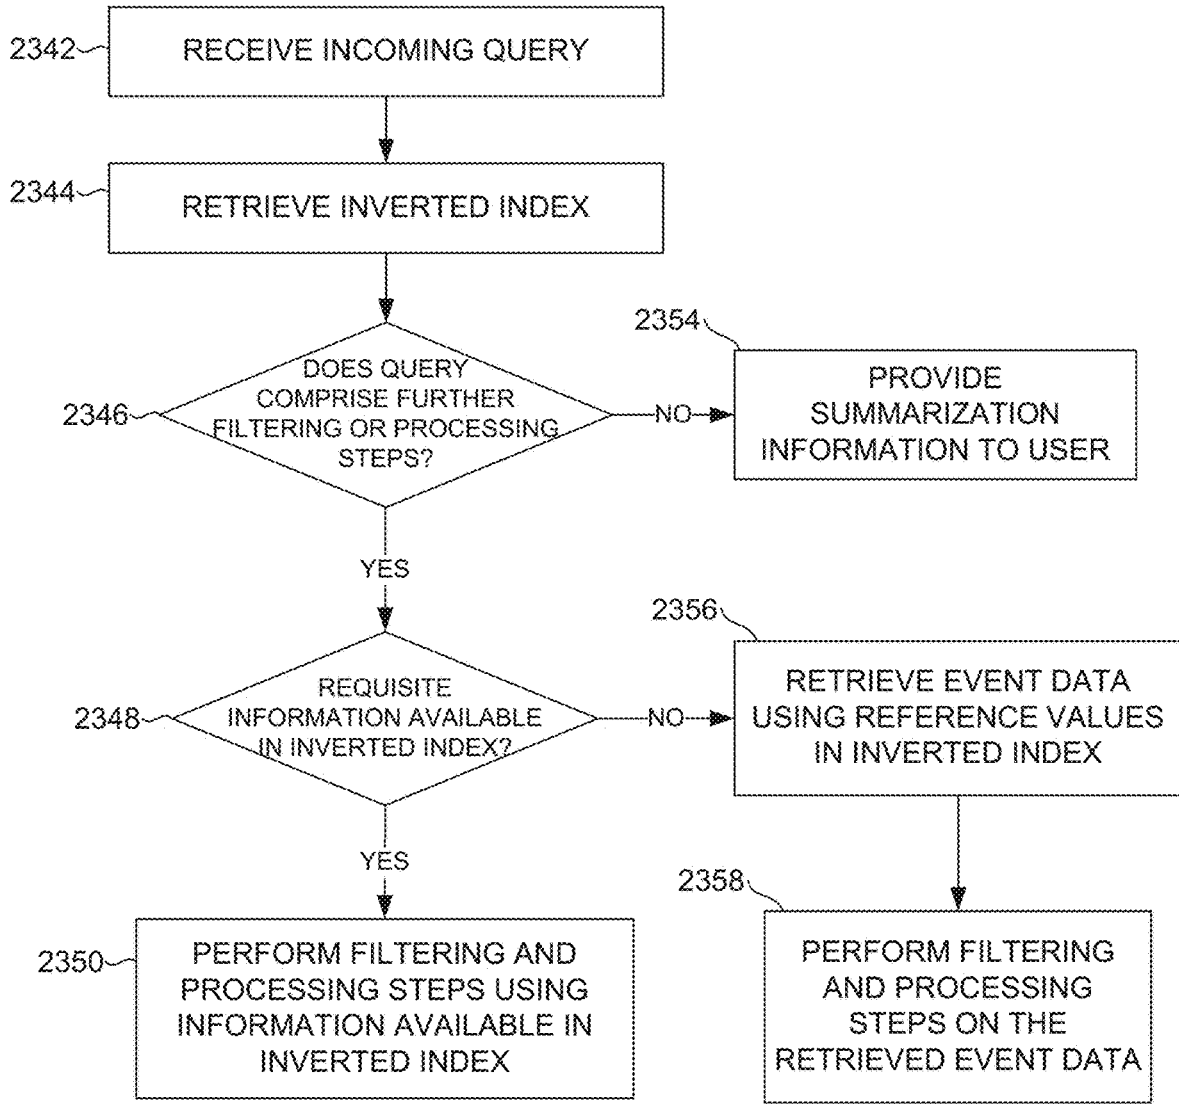 2342
RECEIVE INCOMING QUERY
2344
RETRIEVE INVERTED INDEX
2346
DOES QUERY
COMPRISE FURTHER
FILTERING OR PROCESSING
STEPS?
NO
2354
PROVIDE
SUMMARIZATION
INFORMATION TO USER
YES
2348
REQUISITE
INFORMATION AVAILABLE
IN INVERTED INDEX?
NO
2356
RETRIEVE EVENT DATA
USING REFERENCE VALUES
IN INVERTED INDEX
YES
2350
PERFORM FILTERING AND
PROCESSING STEPS USING
INFORMATION AVAILABLE IN
INVERTED INDEX
2358
PERFORM FILTERING
AND PROCESSING
STEPS ON THE
RETRIEVED EVENT DATA